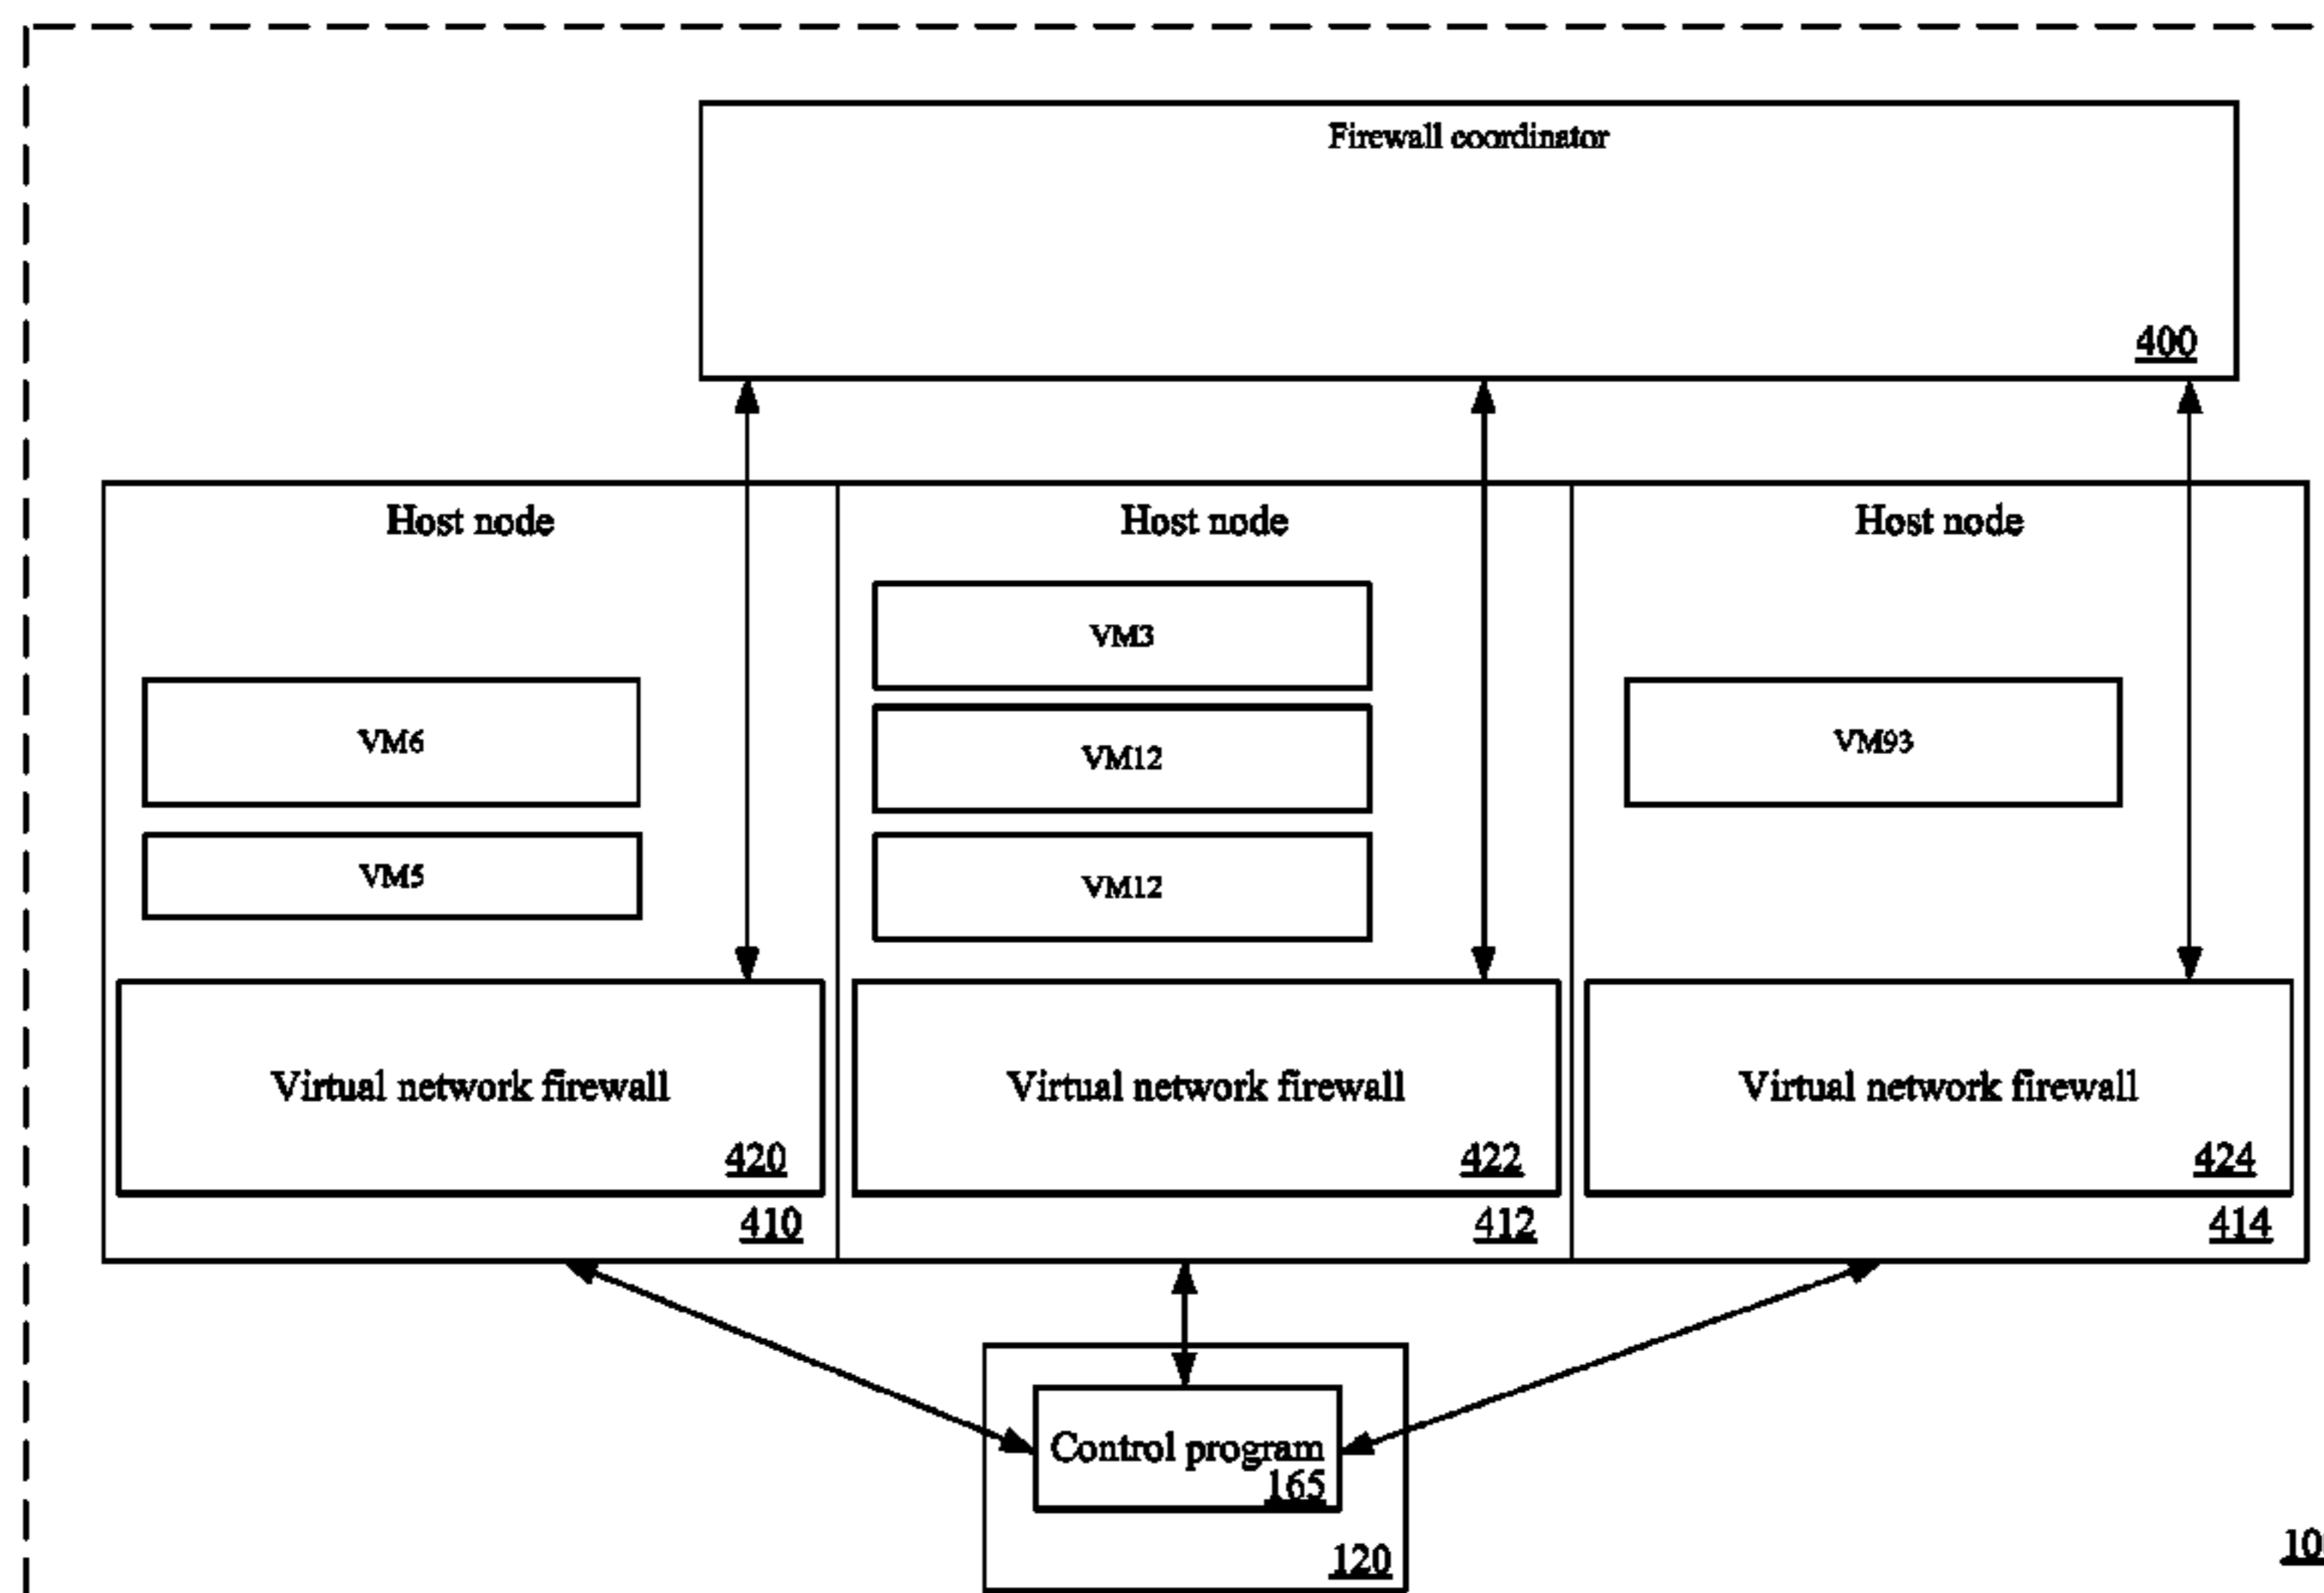 Firewall coordinator
400
Host node
Host node
Host node
VM3
VM6
VM12
VM93
VM5
VM12
Virtual network firewall
Virtual network firewall
Virtual network firewall
420
422
424
410
412
414
Control program
165
120
10